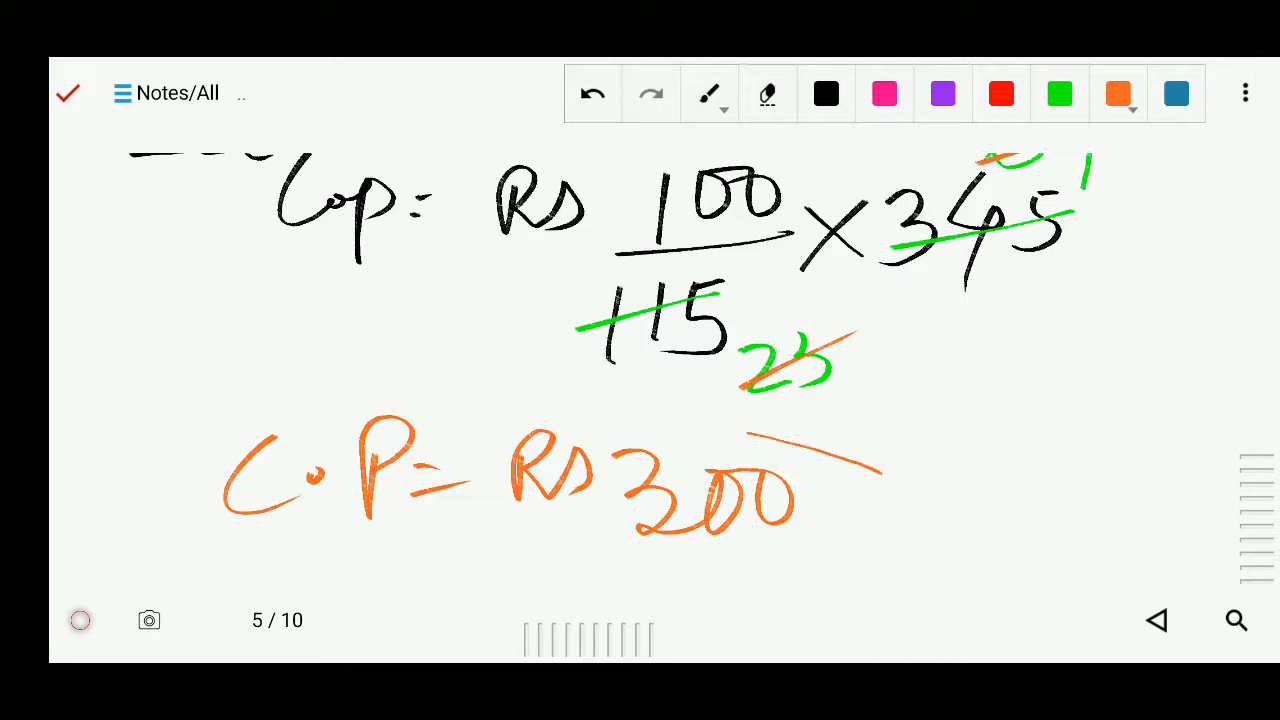 Notes/All ..
C.p = Rs 100 × 345
115 23
C.P = Rs 300
5 / 10